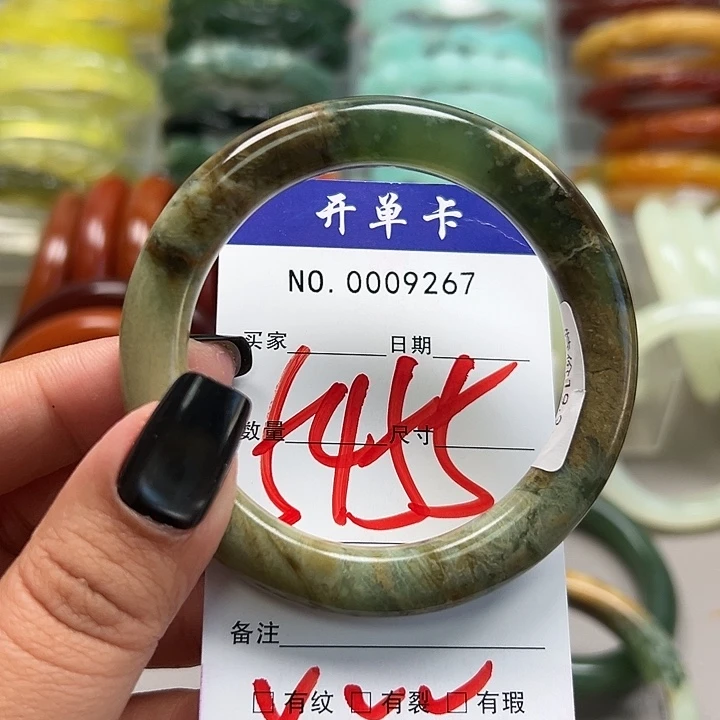 开单卡
NO. 0009267
买家 日期
5455
数量 尺寸
备注
☐ 有纹 ☐ 有裂 ☐ 有瑕